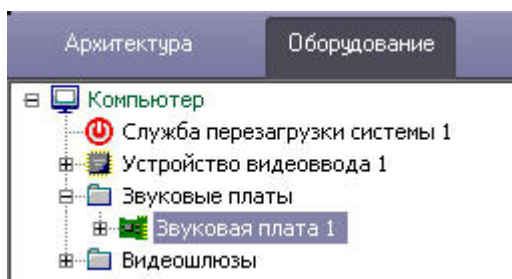 Архитектура Оборудование
Компьютер
Служба перезагрузки системы 1
Устройство видеоввода 1
Звуковые платы
Звуковая плата 1
Видеошлюзы